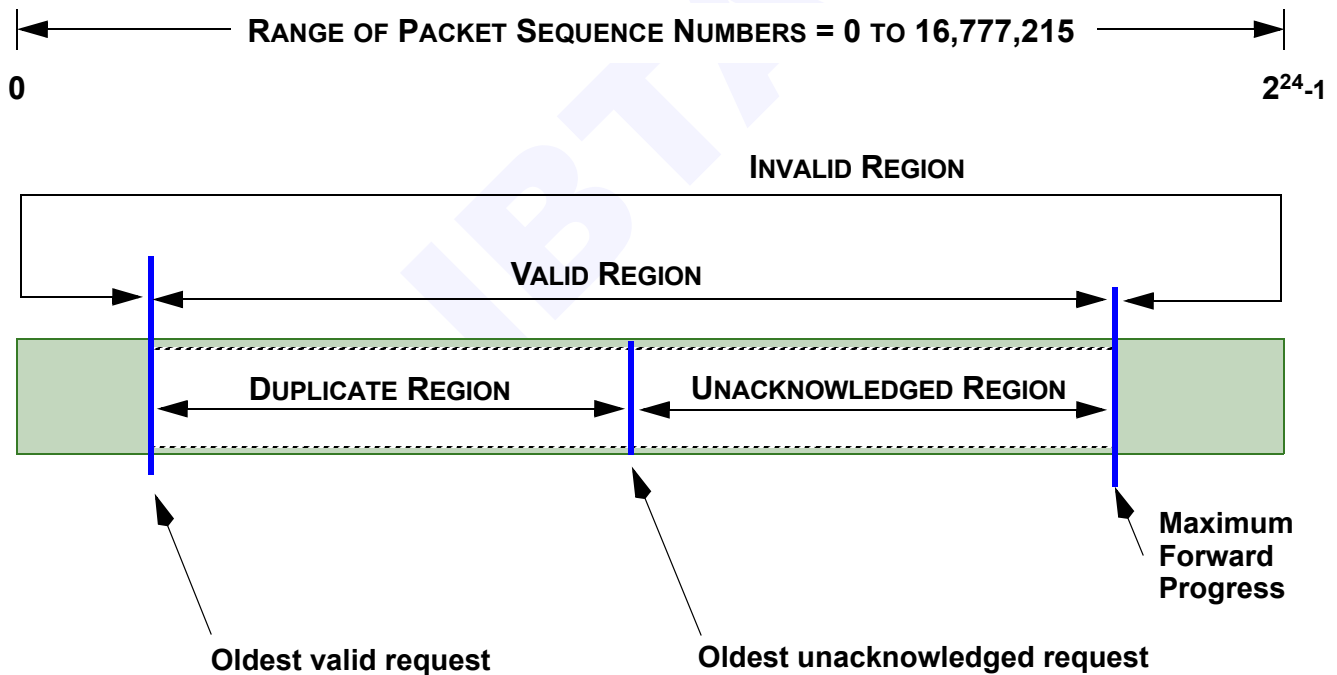 RANGE OF PACKET SEQUENCE NUMBERS = 0 TO 16,777,215
0
2²⁴-1
INVALID REGION
VALID REGION
DUPLICATE REGION
UNACKNOWLEDGED REGION
Maximum
Forward
Progress
Oldest valid request
Oldest unacknowledged request
IBTA